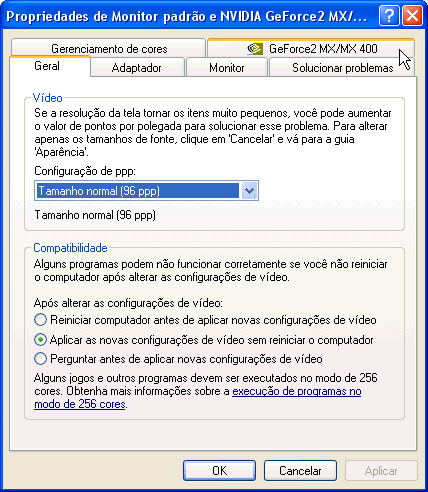 Propriedades de Monitor padrão e NVIDIA GeForce2 MX/...
Gerenciamento de cores
GeForce2 MX/MX 400
Geral
Adaptador
Monitor
Solucionar problemas
Vídeo
Se a resolução da tela tornar os itens muito pequenos, você pode aumentar
o valor de pontos por polegada para solucionar esse problema. Para alterar
apenas os tamanhos de fonte, clique em 'Cancelar' e vá para a guia
'Aparência'.
Configuração de ppp:
Tamanho normal (96 ppp)
Tamanho normal (96 ppp)
Compatibilidade
Alguns programas podem não funcionar corretamente se você não reiniciar
o computador após alterar as configurações de vídeo.
Após alterar as configurações de vídeo:
Reiniciar computador antes de aplicar novas configurações de vídeo
Aplicar as novas configurações de vídeo sem reiniciar o computador
Perguntar antes de aplicar novas configurações de vídeo
Alguns jogos e outros programas devem ser executados no modo de 256
cores. Obtenha mais informações sobre a execução de programas no
modo de 256 cores.
OK
Cancelar
Aplicar